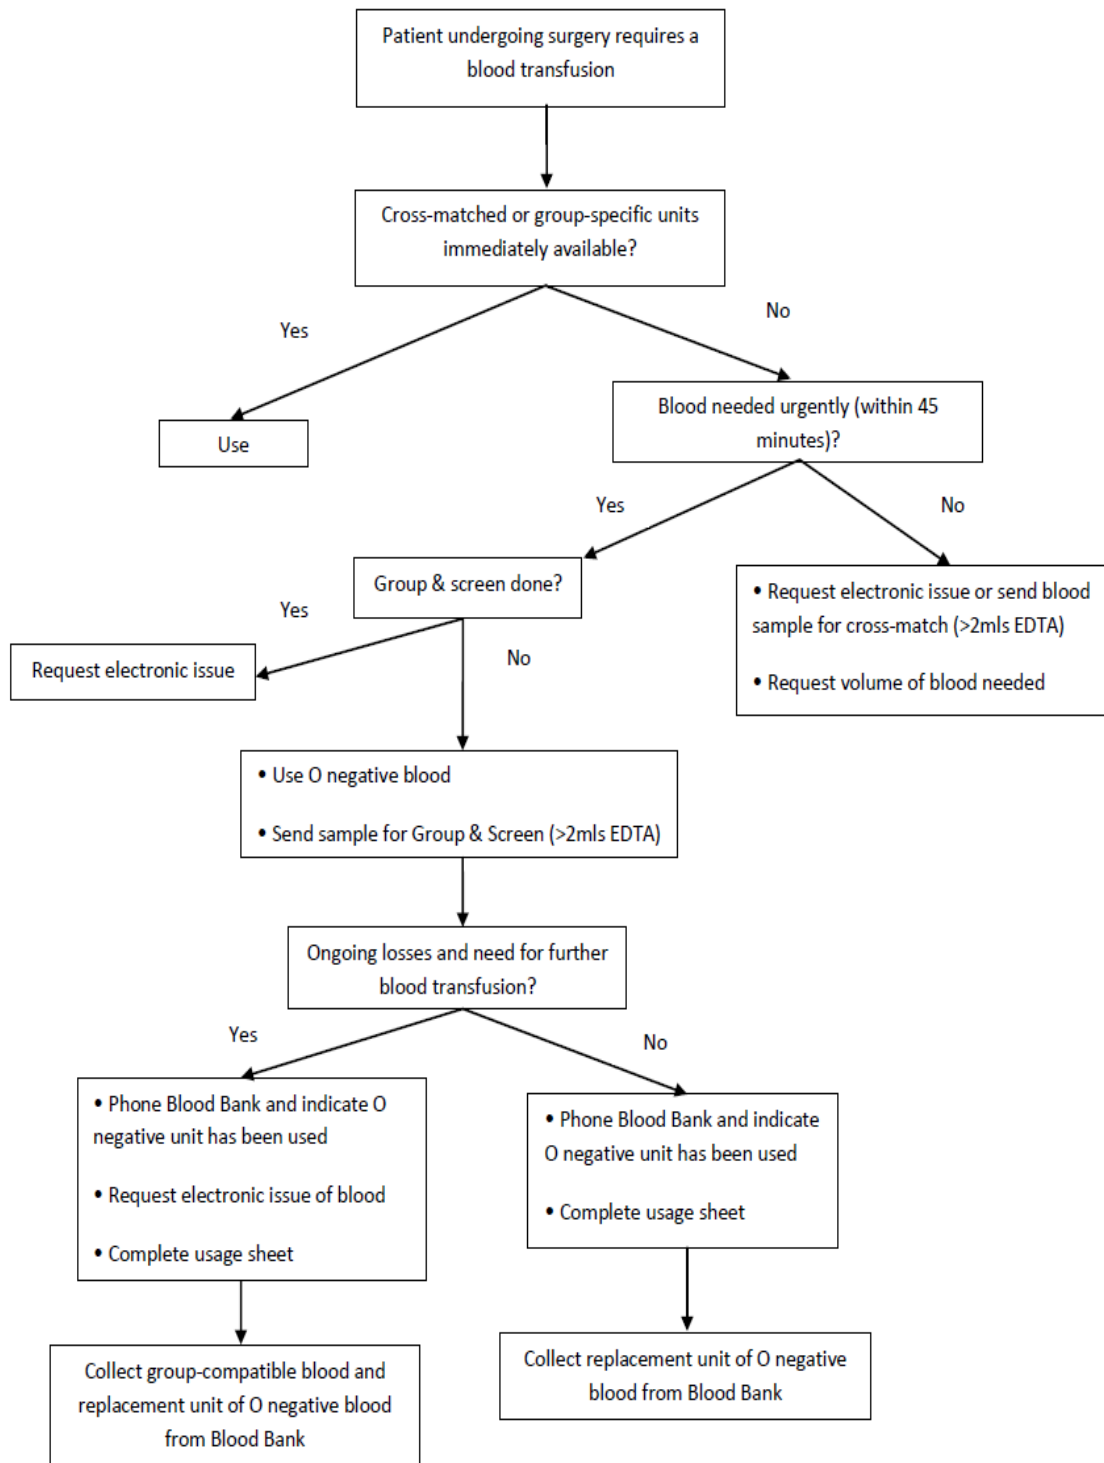 Patient undergoing surgery requires a
blood transfusion
Cross-matched or group-specific units
immediately available?
Yes
No
Use
Blood needed urgently (within 45
minutes)?
Yes
No
Group & screen done?
• Request electronic issue or send blood
sample for cross-match (>2mls EDTA)
• Request volume of blood needed
Yes
No
Request electronic issue
• Use O negative blood
• Send sample for Group & Screen (>2mls EDTA)
Ongoing losses and need for further
blood transfusion?
Yes
No
• Phone Blood Bank and indicate O
negative unit has been used
• Request electronic issue of blood
• Complete usage sheet
• Phone Blood Bank and indicate
O negative unit has been used
• Complete usage sheet
Collect group-compatible blood and
replacement unit of O negative blood
from Blood Bank
Collect replacement unit of O negative
blood from Blood Bank